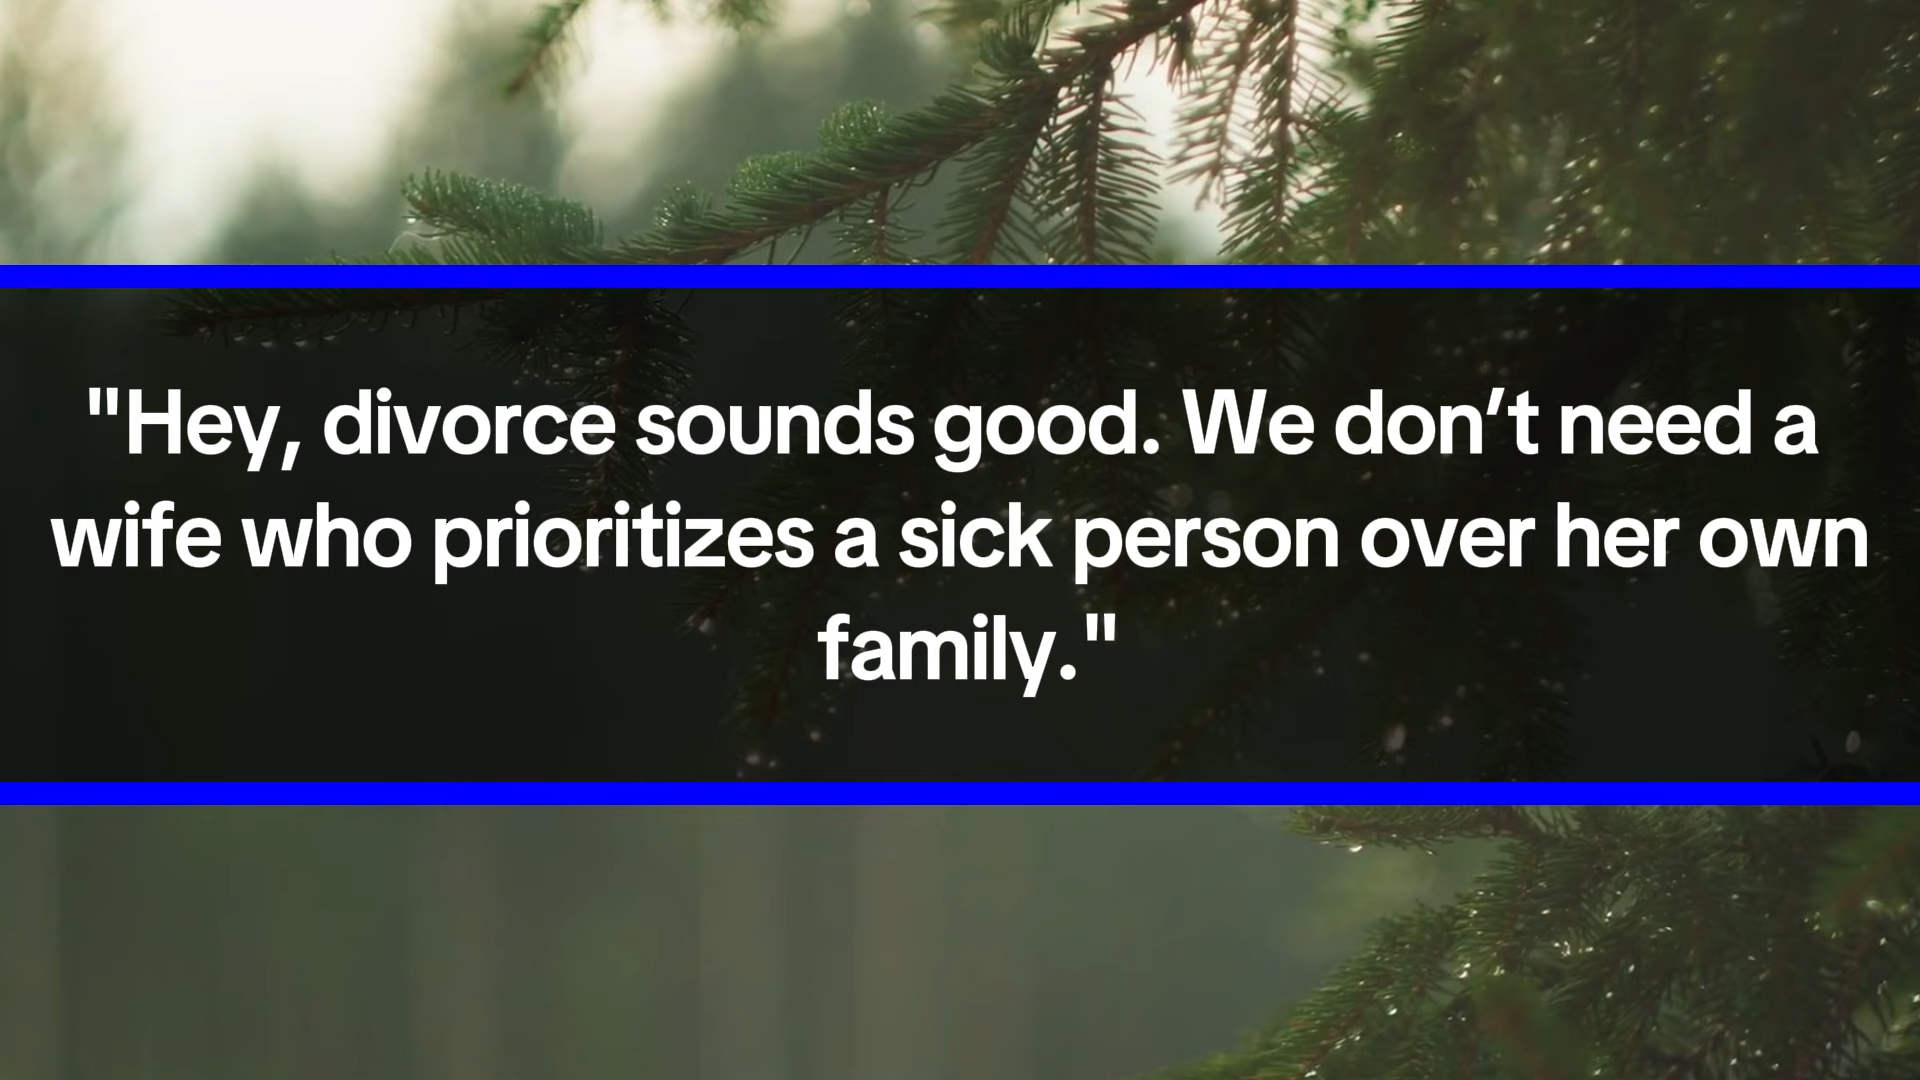 "Hey, divorce sounds good. We don’t need a
wife who prioritizes a sick person over her own
family."